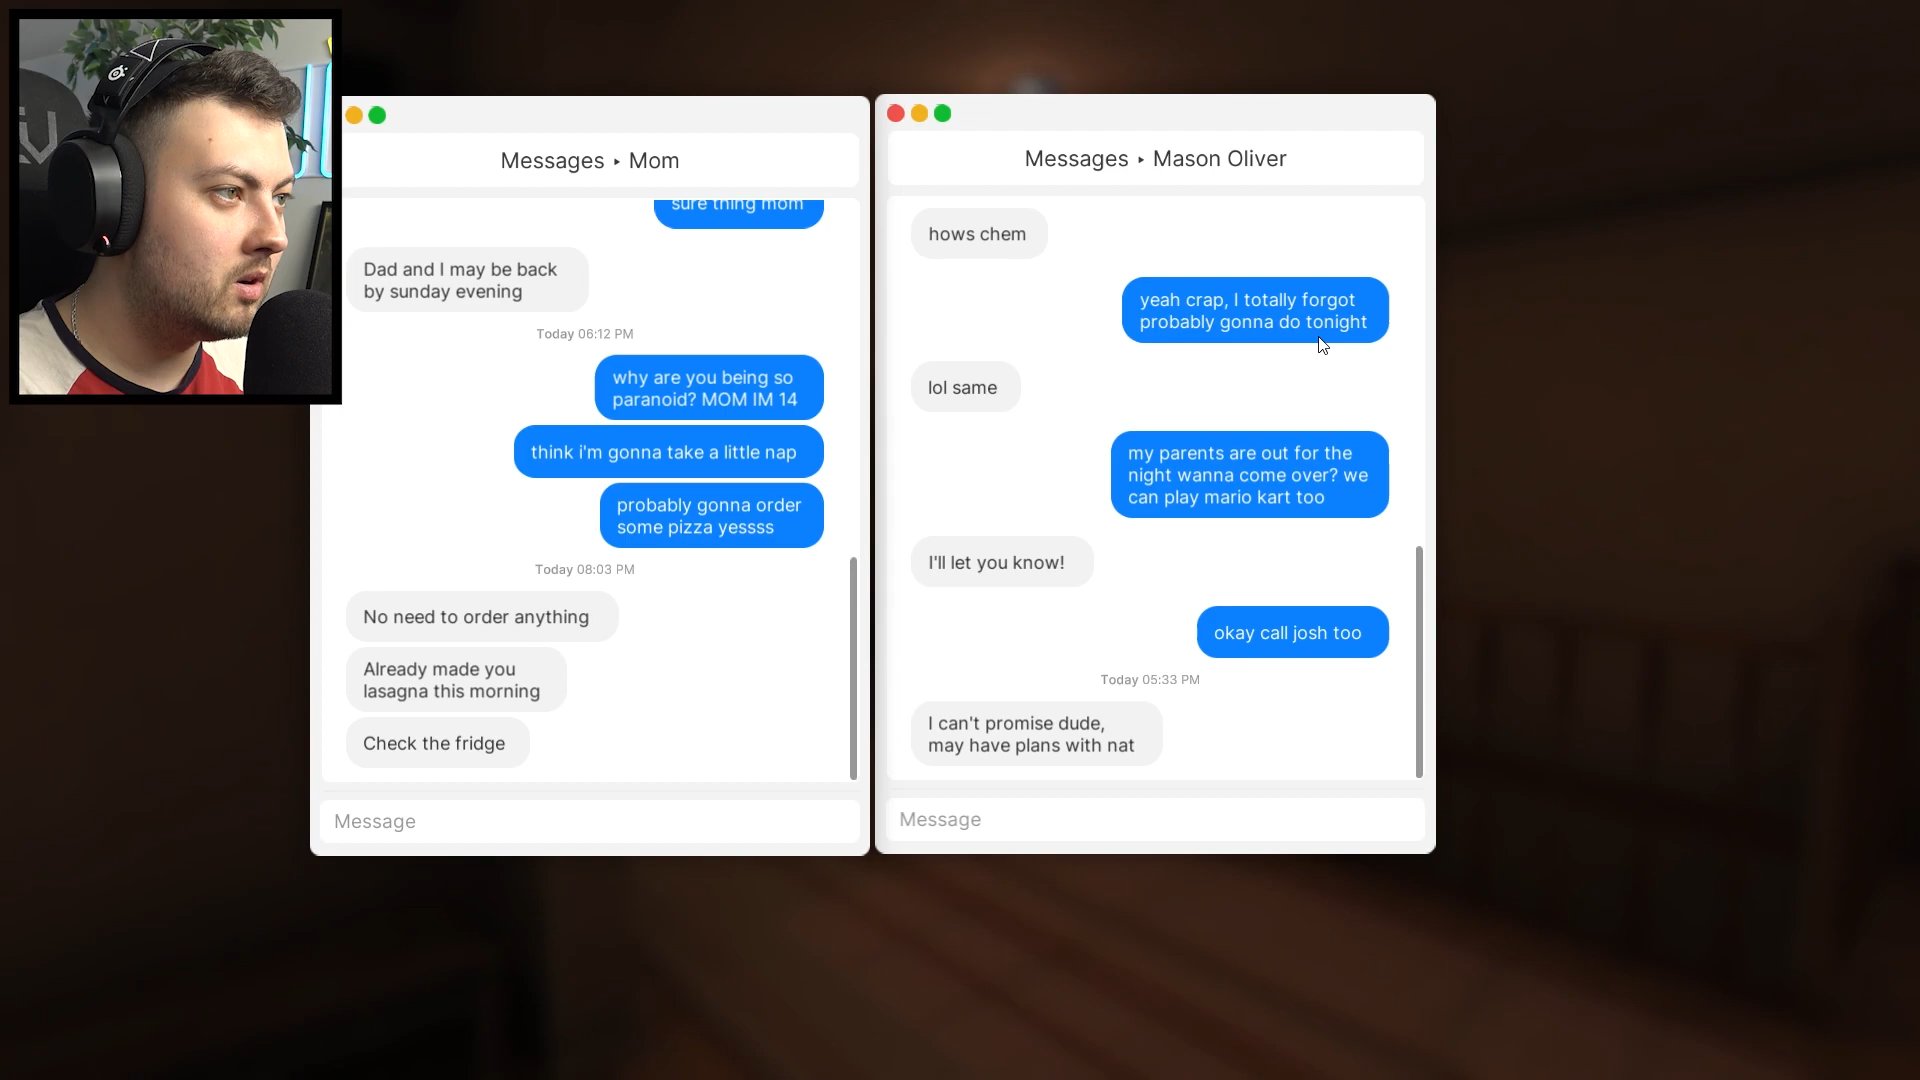 Messages ▸ Mom
sure thing mom
Dad and I may be back
by sunday evening
Today 06:12 PM
why are you being so
paranoid? MOM IM 14
think i'm gonna take a little nap
probably gonna order
some pizza yessss
Today 08:03 PM
No need to order anything
Already made you
lasagna this morning
Check the fridge
Message
Messages ▸ Mason Oliver
hows chem
yeah crap, I totally forgot
probably gonna do tonight
lol same
my parents are out for the
night wanna come over? we
can play mario kart too
I'll let you know!
okay call josh too
Today 05:33 PM
I can't promise dude,
may have plans with nat
Message